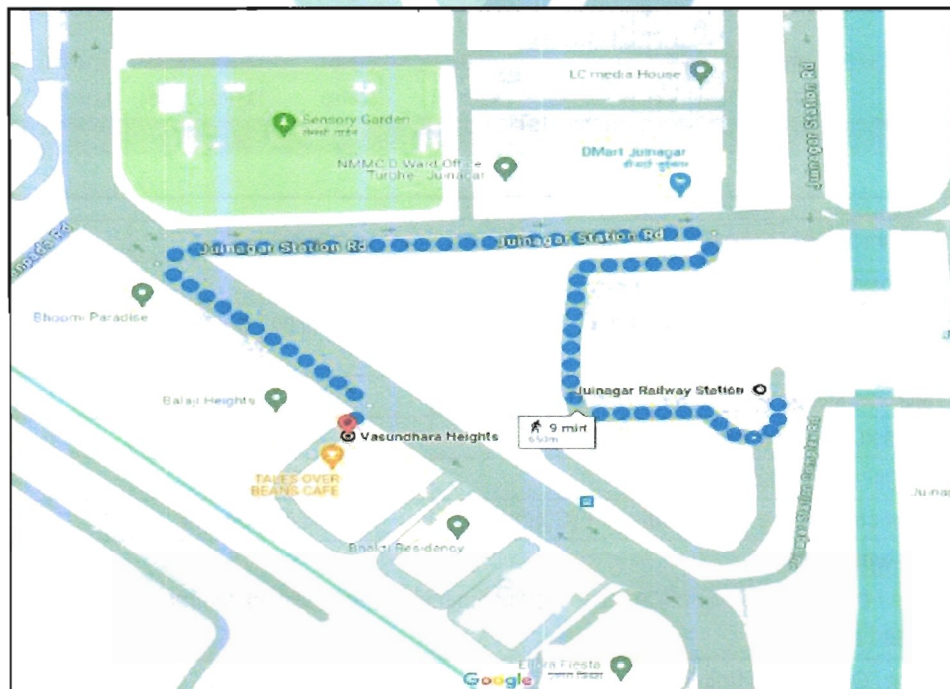 LC media House
Juinagar Station Rd
Sensory Garden
NMMC D Ward Office
Turbhe - Juinagar
DMart Juinagar
Juinagar Station Rd
Juinagar Station Rd
Bhoomi Paradise
Balaji Heights
Juinagar Railway Station
9 min
Vasundhara Heights
TALES OVER
BEANS CAFE
Bhakti Residency
Fiesta
Google